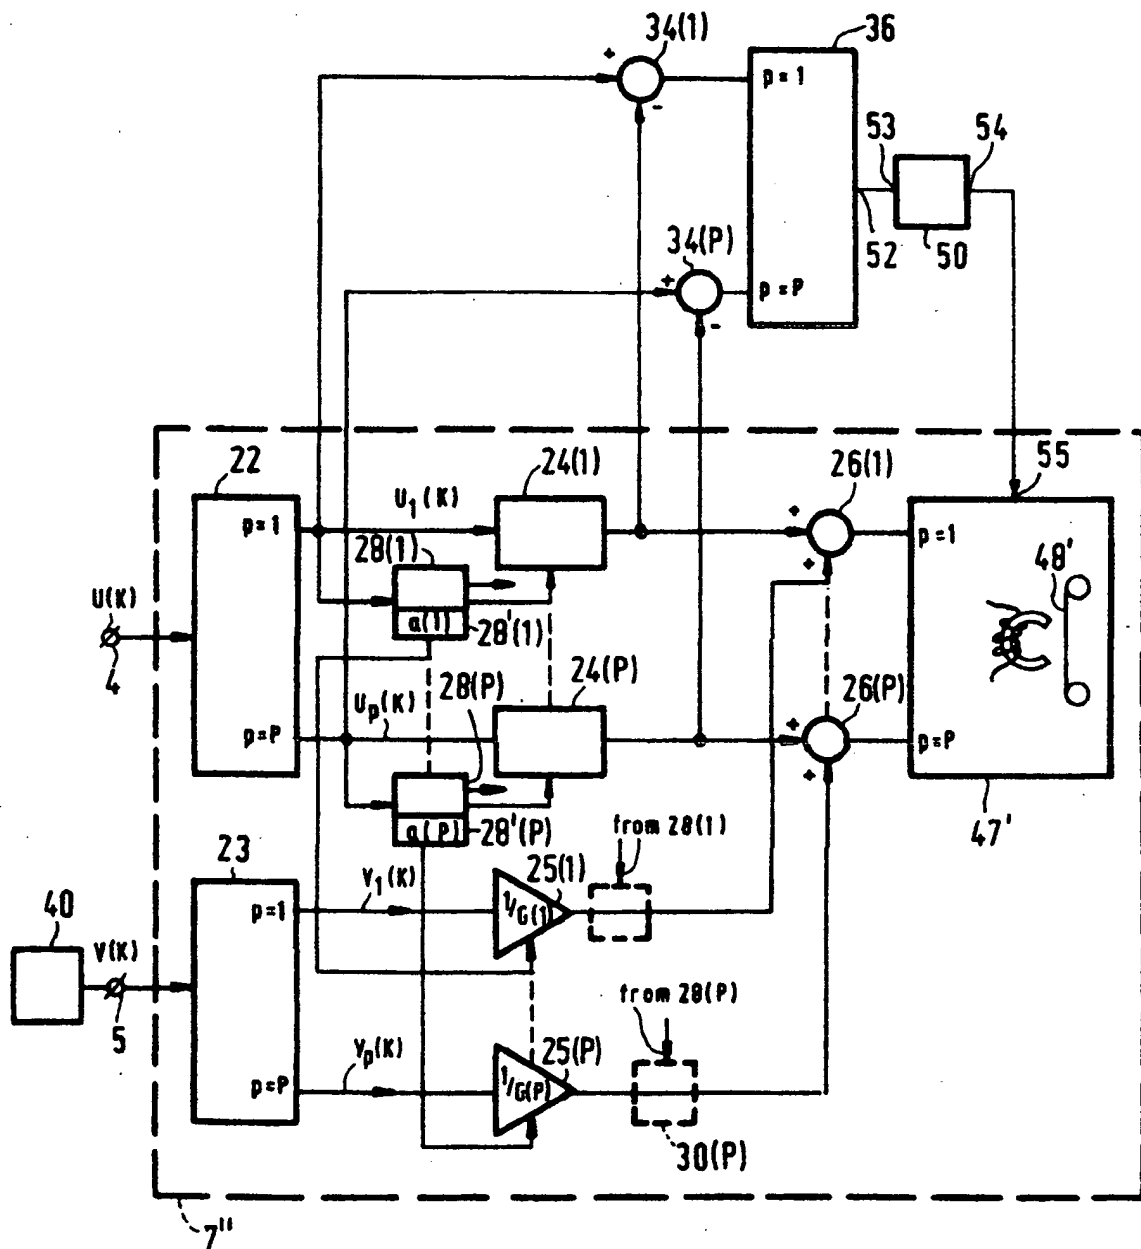 34(1)
36
+
-
p = 1
53
54
34(P)
+
-
p = P
52
50
22
24(1)
26(1)
55
p=1
U1(K)
+
+
p=1
28(1)
48'
U(K)
a(1)
28'(1)
4
24(P)
28(P)
26(P)
Up(K)
p=P
+
+
p=P
a(P)
28'(P)
47'
from 28(1)
23
25(1)
V1(K)
40
p=1
1/G(1)
V(K)
from 28(P)
5
25(P)
Vp(K)
p=P
1/G(P)
30(P)
7"